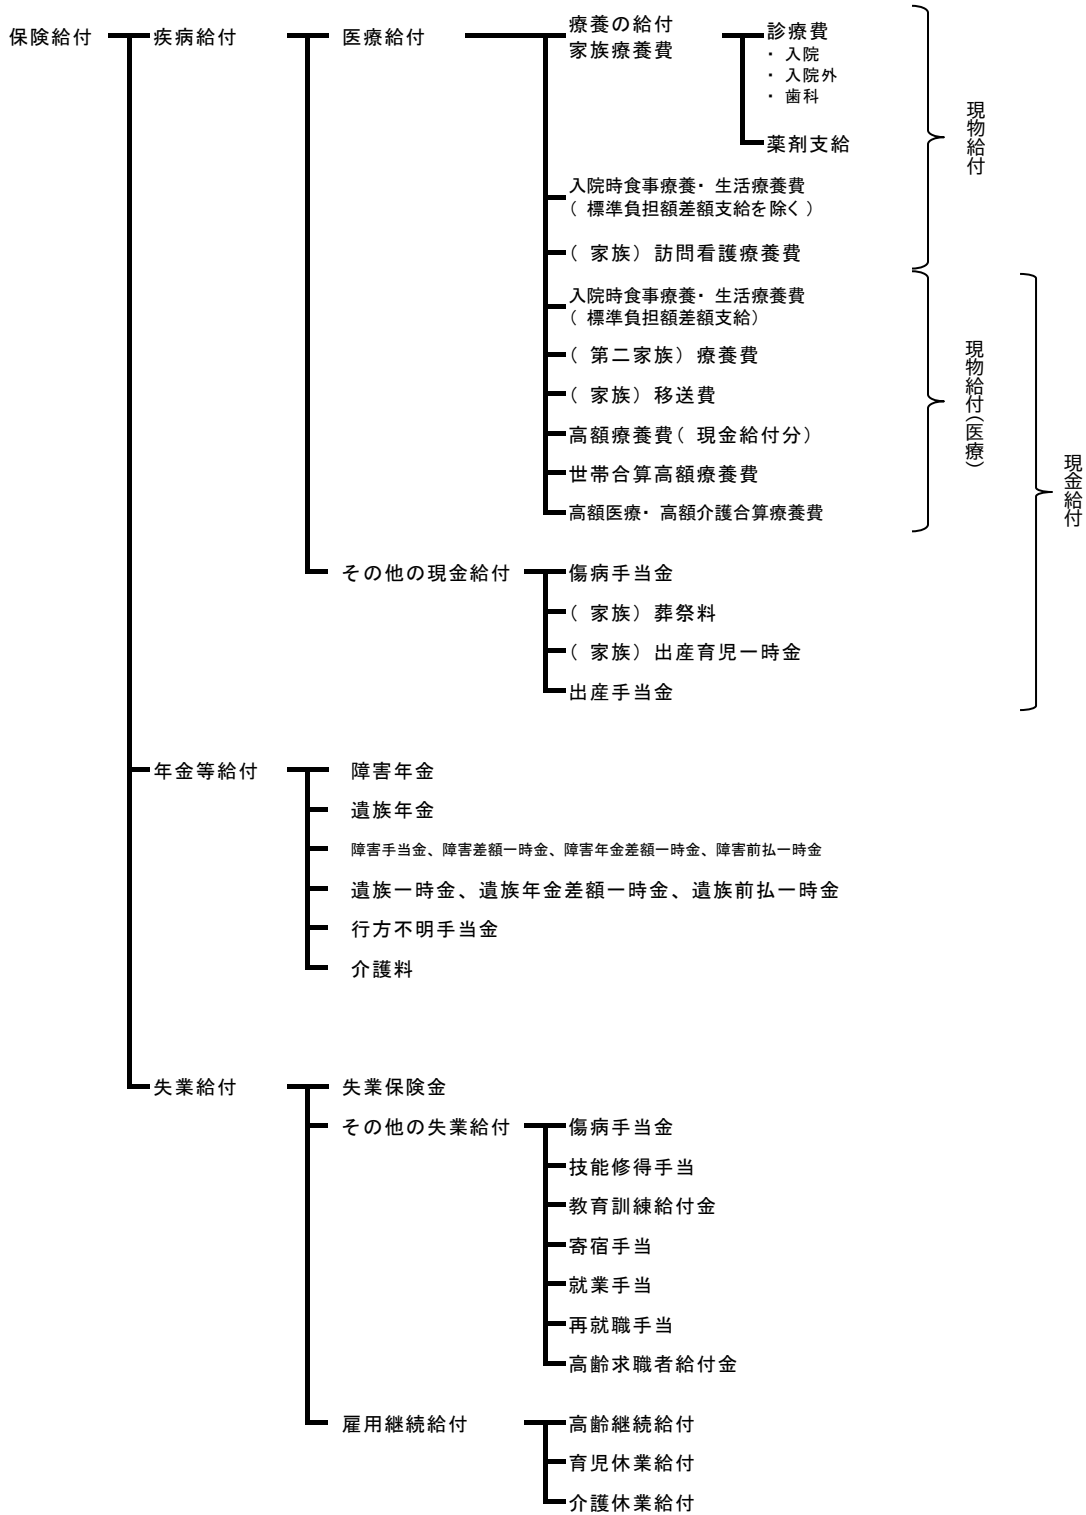 保険給付
疾病給付
医療給付
療養の給付
家族療養費
診療費
・ 入院
・ 入院外
・ 歯科
薬剤支給
入院時食事療養・ 生活療養費
( 標準負担額差額支給を除く )
( 家族) 訪問看護療養費
現物給付
入院時食事療養・ 生活療養費
( 標準負担額差額支給)
( 第二家族) 療養費
( 家族) 移送費
高額療養費( 現金給付分)
世帯合算高額療養費
高額医療・ 高額介護合算療養費
現物給付(医療)
その他の現金給付
傷病手当金
( 家族) 葬祭料
( 家族) 出産育児一時金
出産手当金
現金給付
年金等給付
障害年金
遺族年金
障害手当金、障害差額一時金、障害年金差額一時金、障害前払一時金
遺族一時金、遺族年金差額一時金、遺族前払一時金
行方不明手当金
介護料
失業給付
失業保険金
その他の失業給付
傷病手当金
技能修得手当
教育訓練給付金
寄宿手当
就業手当
再就職手当
高齢求職者給付金
雇用継続給付
高齢継続給付
育児休業給付
介護休業給付